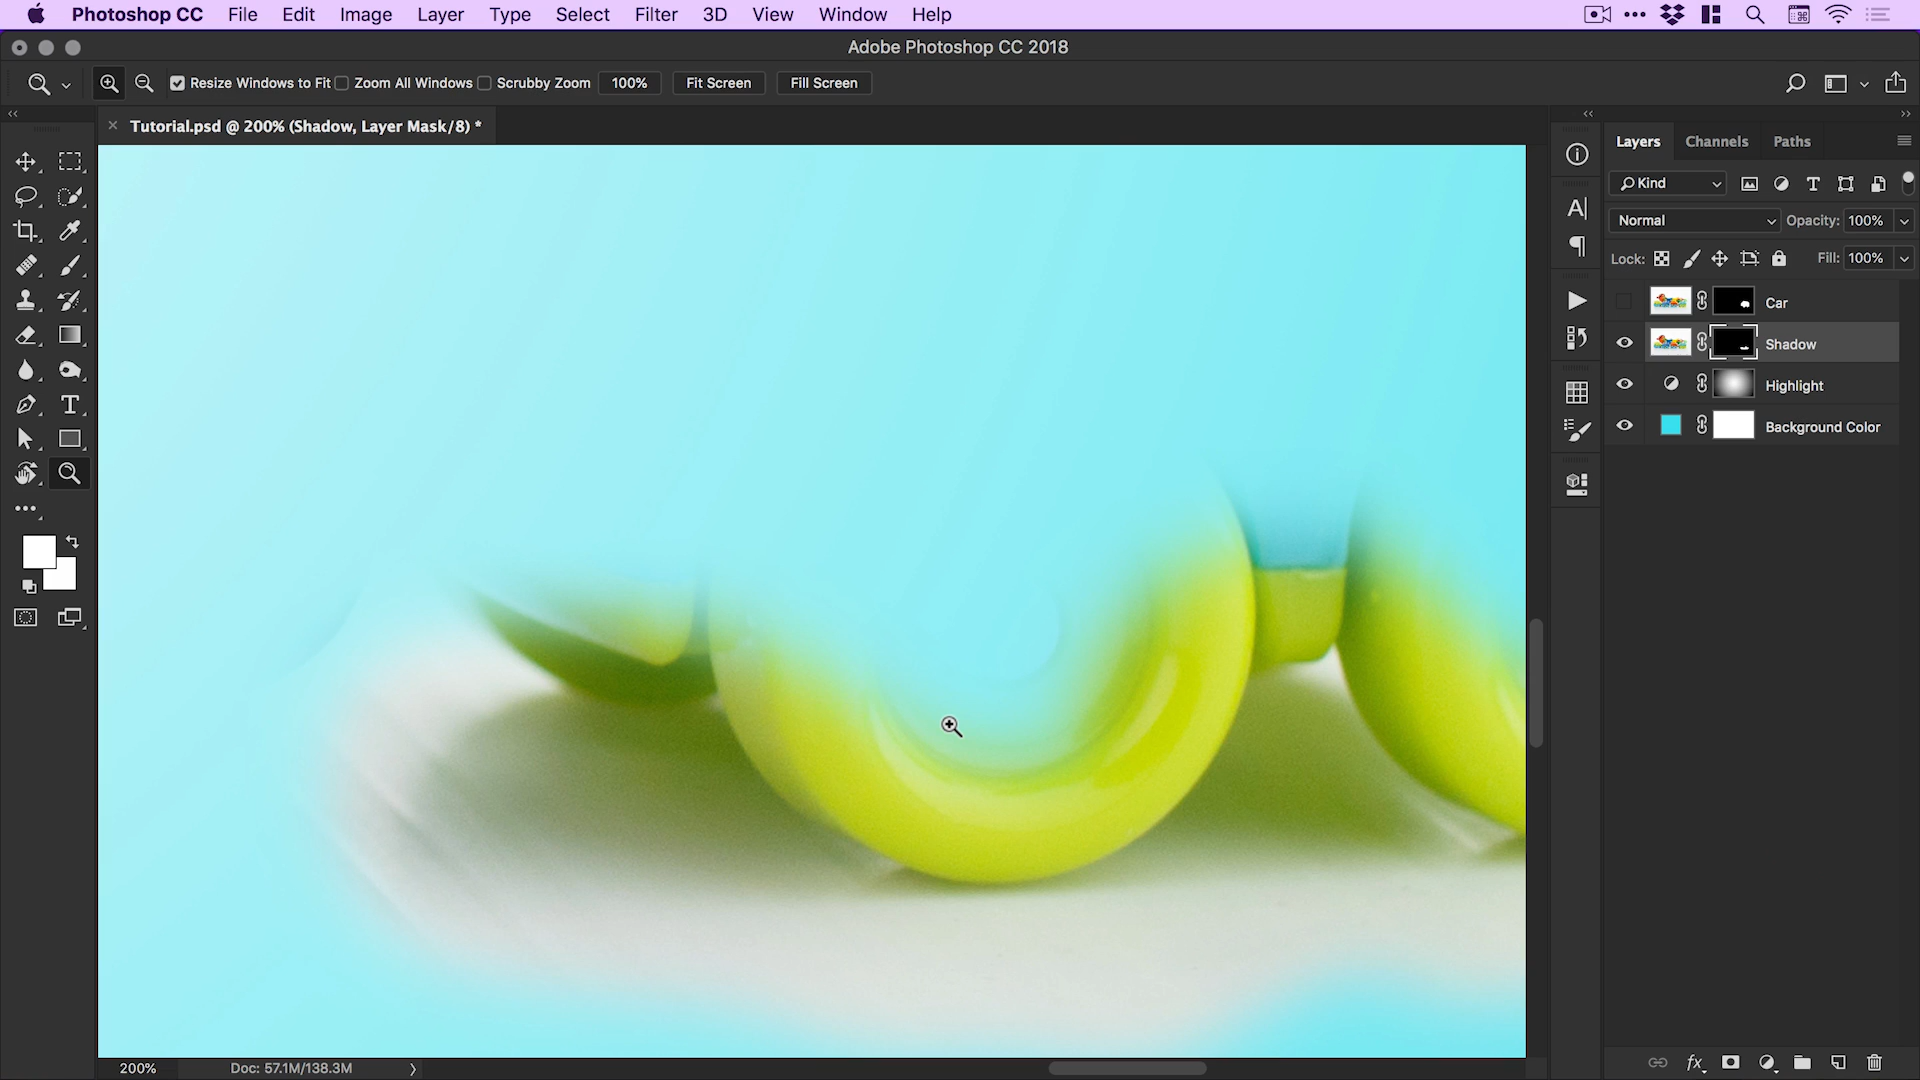 Photoshop CC File Edit Image Layer Type Select Filter 3D View Window Help
Adobe Photoshop CC 2018
Resize Windows to Fit Zoom All Windows Scrubby Zoom 100% Fit Screen Fill Screen
Tutorial.psd @ 200% (Shadow, Layer Mask/8) *
Layers Channels Paths
Kind
Normal Opacity: 100%
Lock: Fill: 100%
Car
Shadow
Highlight
Background Color
200% Doc: 57.1M/138.3M